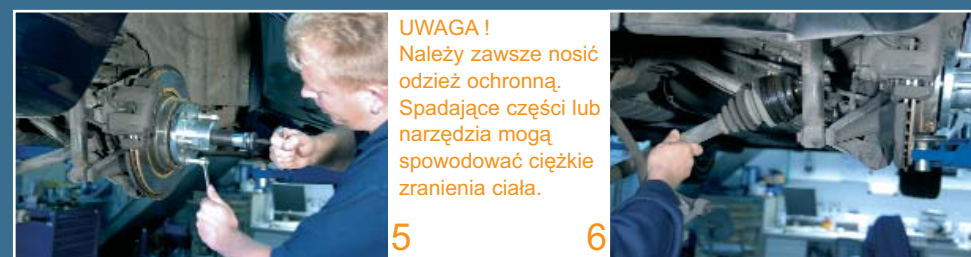 UWAGA !
Należy zawsze nosić
odzież ochronną.
Spadające części lub
narzędzia mogą
spowodować ciężkie
zranienia ciała.
5 6